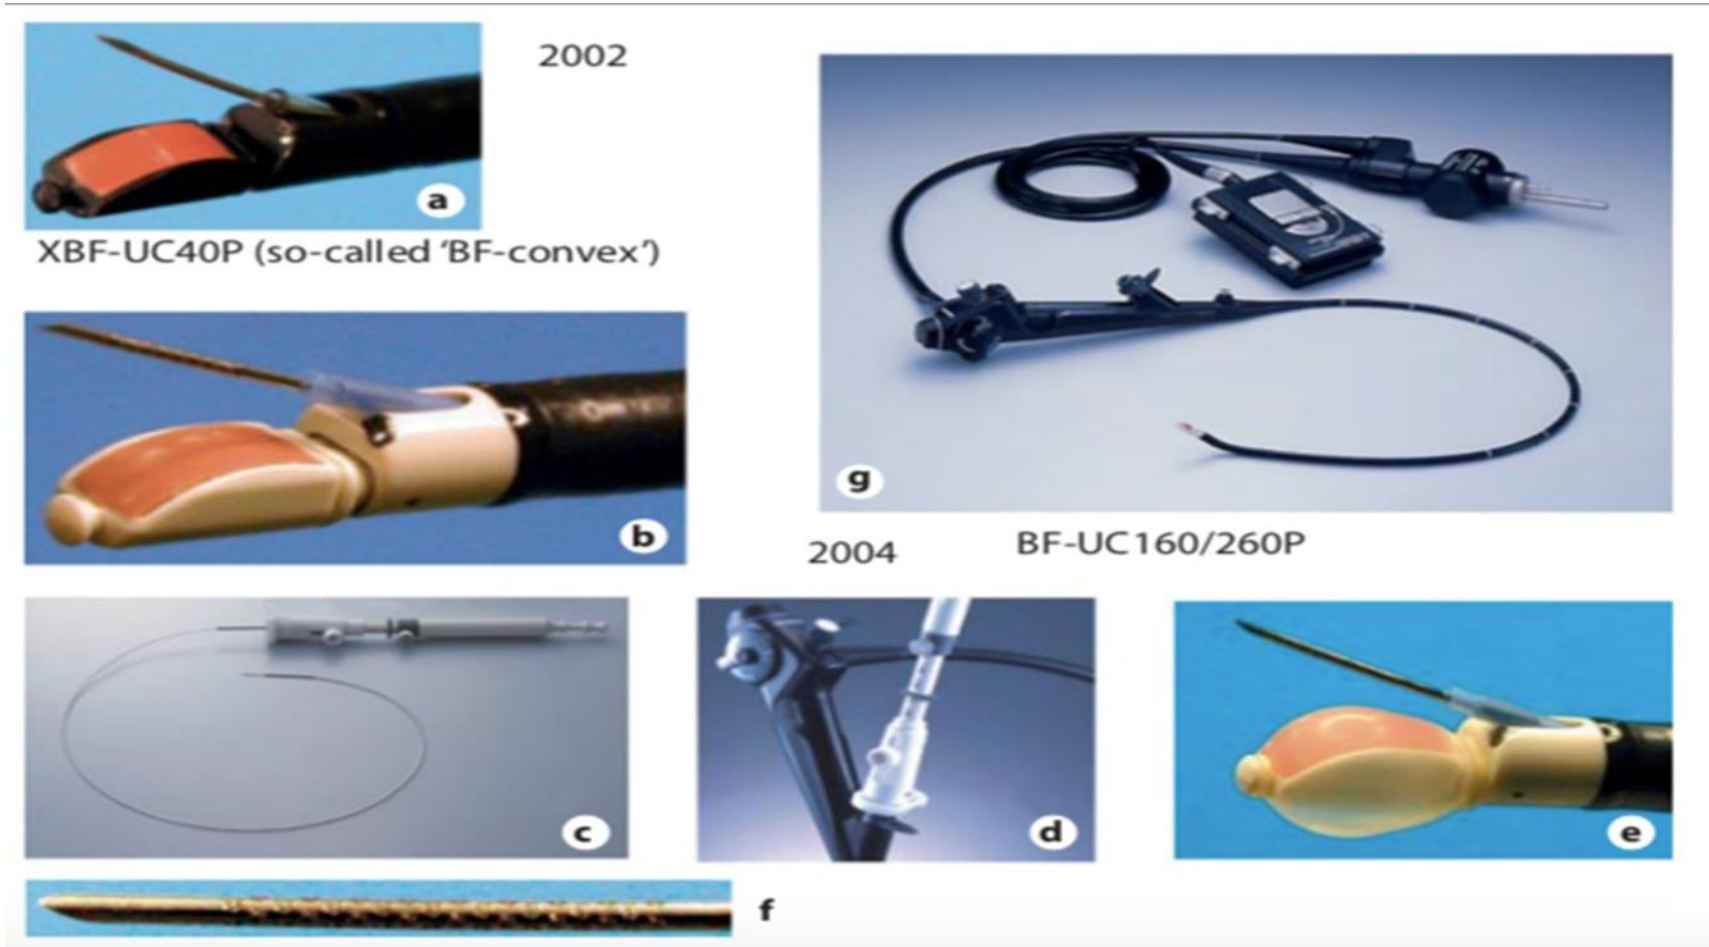 2002
a
XBF-UC40P (so-called ‘BF-convex’)
b
g
2004
BF-UC160/260P
c
d
e
f